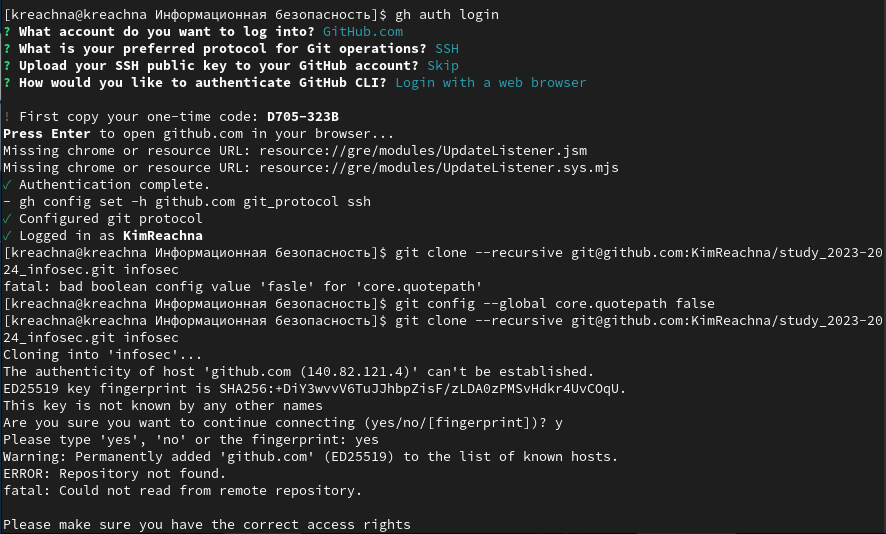 [kreachna@kreachna Информационная безопасность]$ gh auth login
? What account do you want to log into? GitHub.com
? What is your preferred protocol for Git operations? SSH
? Upload your SSH public key to your GitHub account? Skip
? How would you like to authenticate GitHub CLI? Login with a web browser
! First copy your one-time code: D705-323B
Press Enter to open github.com in your browser...
Missing chrome or resource URL: resource://gre/modules/UpdateListener.jsm
Missing chrome or resource URL: resource://gre/modules/UpdateListener.sys.mjs
✓ Authentication complete.
- gh config set -h github.com git_protocol ssh
✓ Configured git protocol
✓ Logged in as KimReachna
[kreachna@kreachna Информационная безопасность]$ git clone --recursive git@github.com:KimReachna/study_2023-20
24_infosec.git infosec
fatal: bad boolean config value 'fasle' for 'core.quotepath'
[kreachna@kreachna Информационная безопасность]$ git config --global core.quotepath false
[kreachna@kreachna Информационная безопасность]$ git clone --recursive git@github.com:KimReachna/study_2023-20
24_infosec.git infosec
Cloning into 'infosec'...
The authenticity of host 'github.com (140.82.121.4)' can't be established.
ED25519 key fingerprint is SHA256:+DiY3wvvV6TuJJhbpZisF/zLDA0zPMSvHdkr4UvCOqU.
This key is not known by any other names
Are you sure you want to continue connecting (yes/no/[fingerprint])? y
Please type 'yes', 'no' or the fingerprint: yes
Warning: Permanently added 'github.com' (ED25519) to the list of known hosts.
ERROR: Repository not found.
fatal: Could not read from remote repository.
Please make sure you have the correct access rights